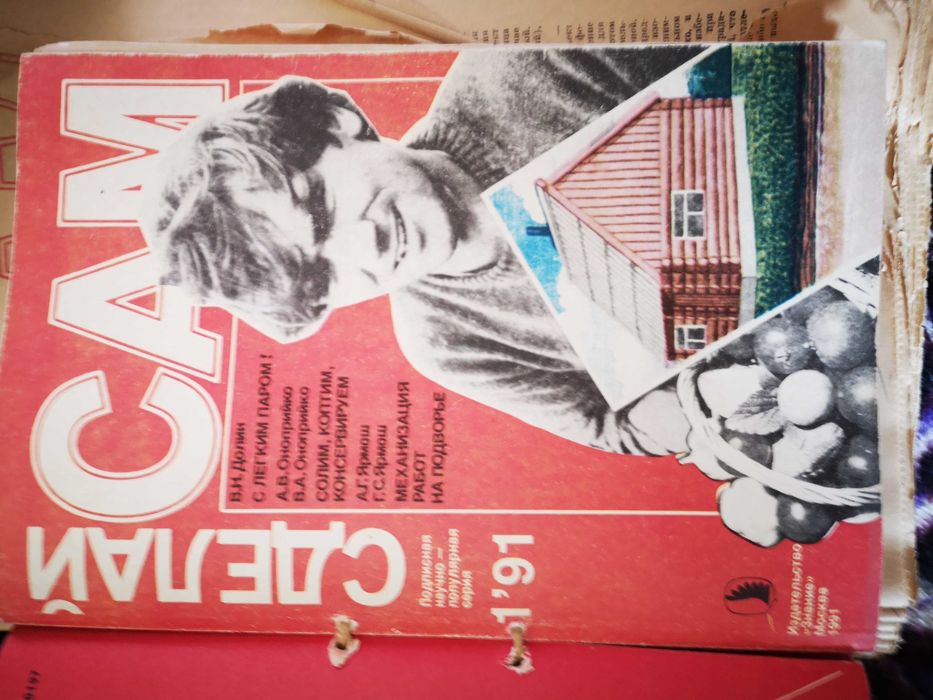 СДЕЛАЙ
САМ
В.Н. Долин
С ЛЕГКИМ ПАРОМ!
А.В. Оноприйко
В.А. Оноприйко
СОЛИМ, КОПТИМ,
КОНСЕРВИРУЕМ
А.Г. Ярмош
Г.С. Ярмош
МЕХАНИЗАЦИЯ
РАБОТ
НА ПОДВОРЬЕ
Подписная
научно—
популярная
серия
1'91
Издательство
«Знание»
Москва
1991